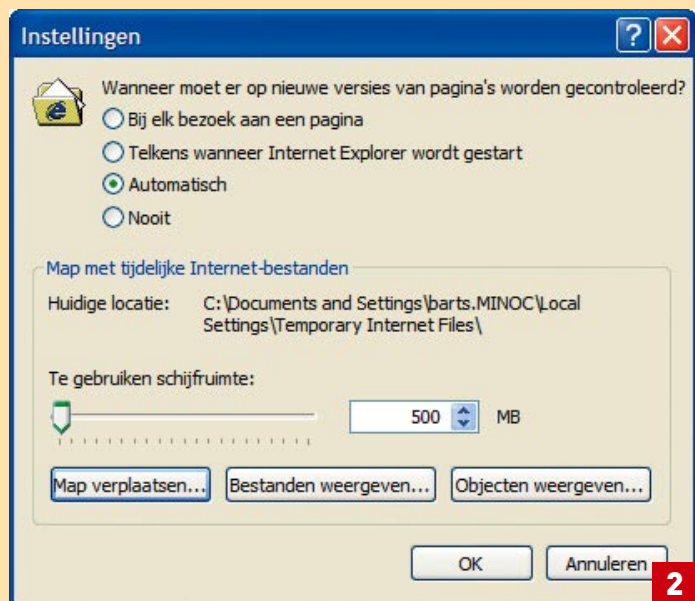 Instellingen
Wanneer moet er op nieuwe versies van pagina's worden gecontroleerd?
Bij elk bezoek aan een pagina
Telkens wanneer Internet Explorer wordt gestart
Automatisch
Nooit
Map met tijdelijke Internet-bestanden
Huidige locatie: C:\Documents and Settings\barts.MINOC\Local
Settings\Temporary Internet Files\
Te gebruiken schijfruimte:
500 MB
Map verplaatsen... Bestanden weergeven... Objecten weergeven...
OK Annuleren
2